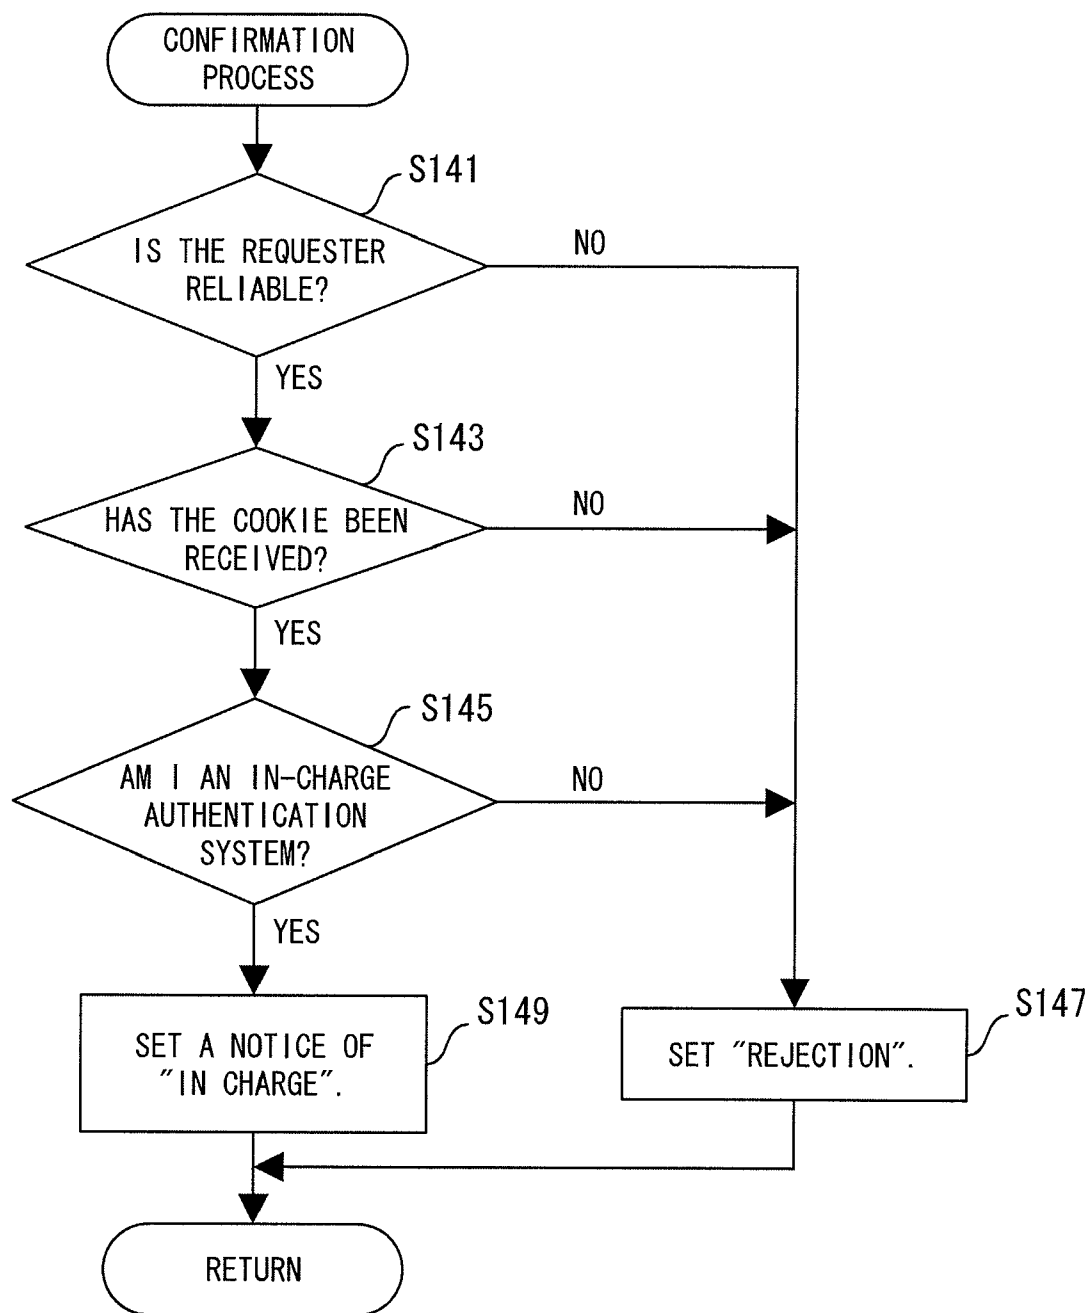 CONFIRMATION
PROCESS
S141
IS THE REQUESTER
RELIABLE?
NO
YES
S143
HAS THE COOKIE BEEN
RECEIVED?
NO
YES
S145
AM I AN IN-CHARGE
AUTHENTICATION
SYSTEM?
NO
YES
S149
SET A NOTICE OF
"IN CHARGE".
S147
SET "REJECTION".
RETURN